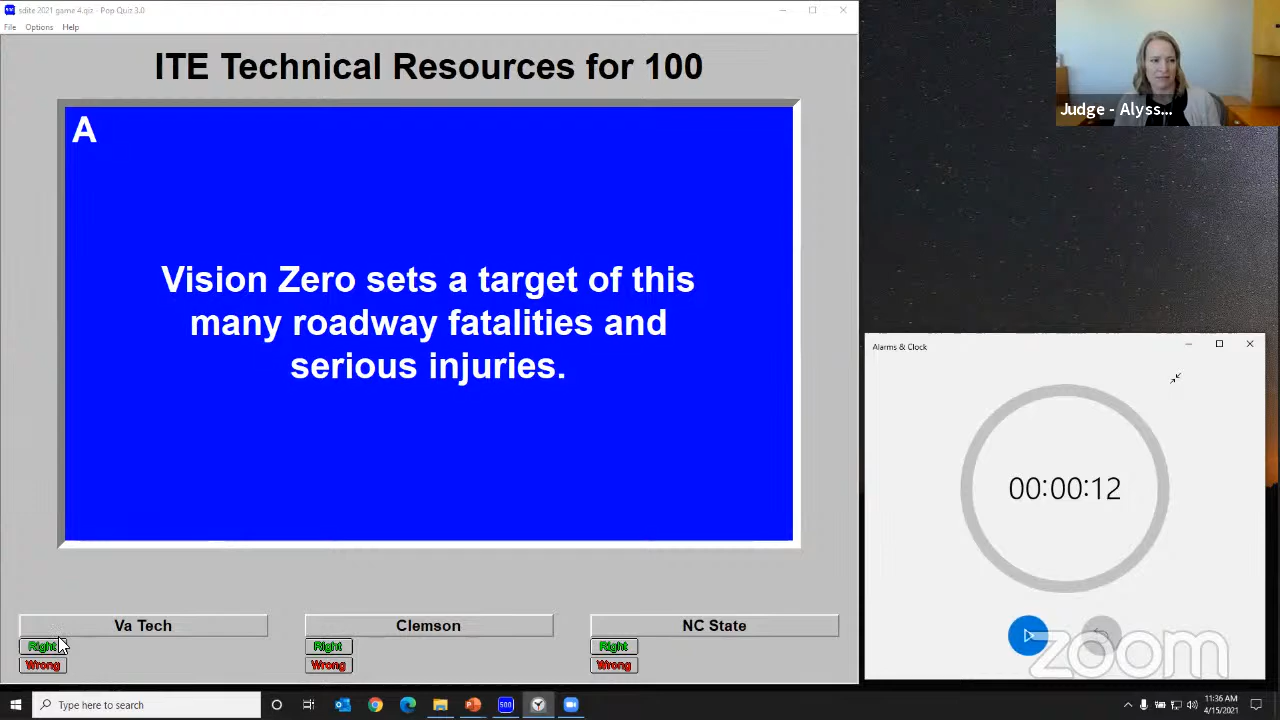 sdite 2021 game 4.qiz - Pop Quiz 3.0
File Options Help
ITE Technical Resources for 100
A
Vision Zero sets a target of this
many roadway fatalities and
serious injuries.
Va Tech
Right
Wrong
Clemson
Right
Wrong
NC State
Right
Wrong
Judge - Alyss...
Alarms & Clock
00:00:12
zoom
Type here to search
500
11:36 AM
4/15/2021